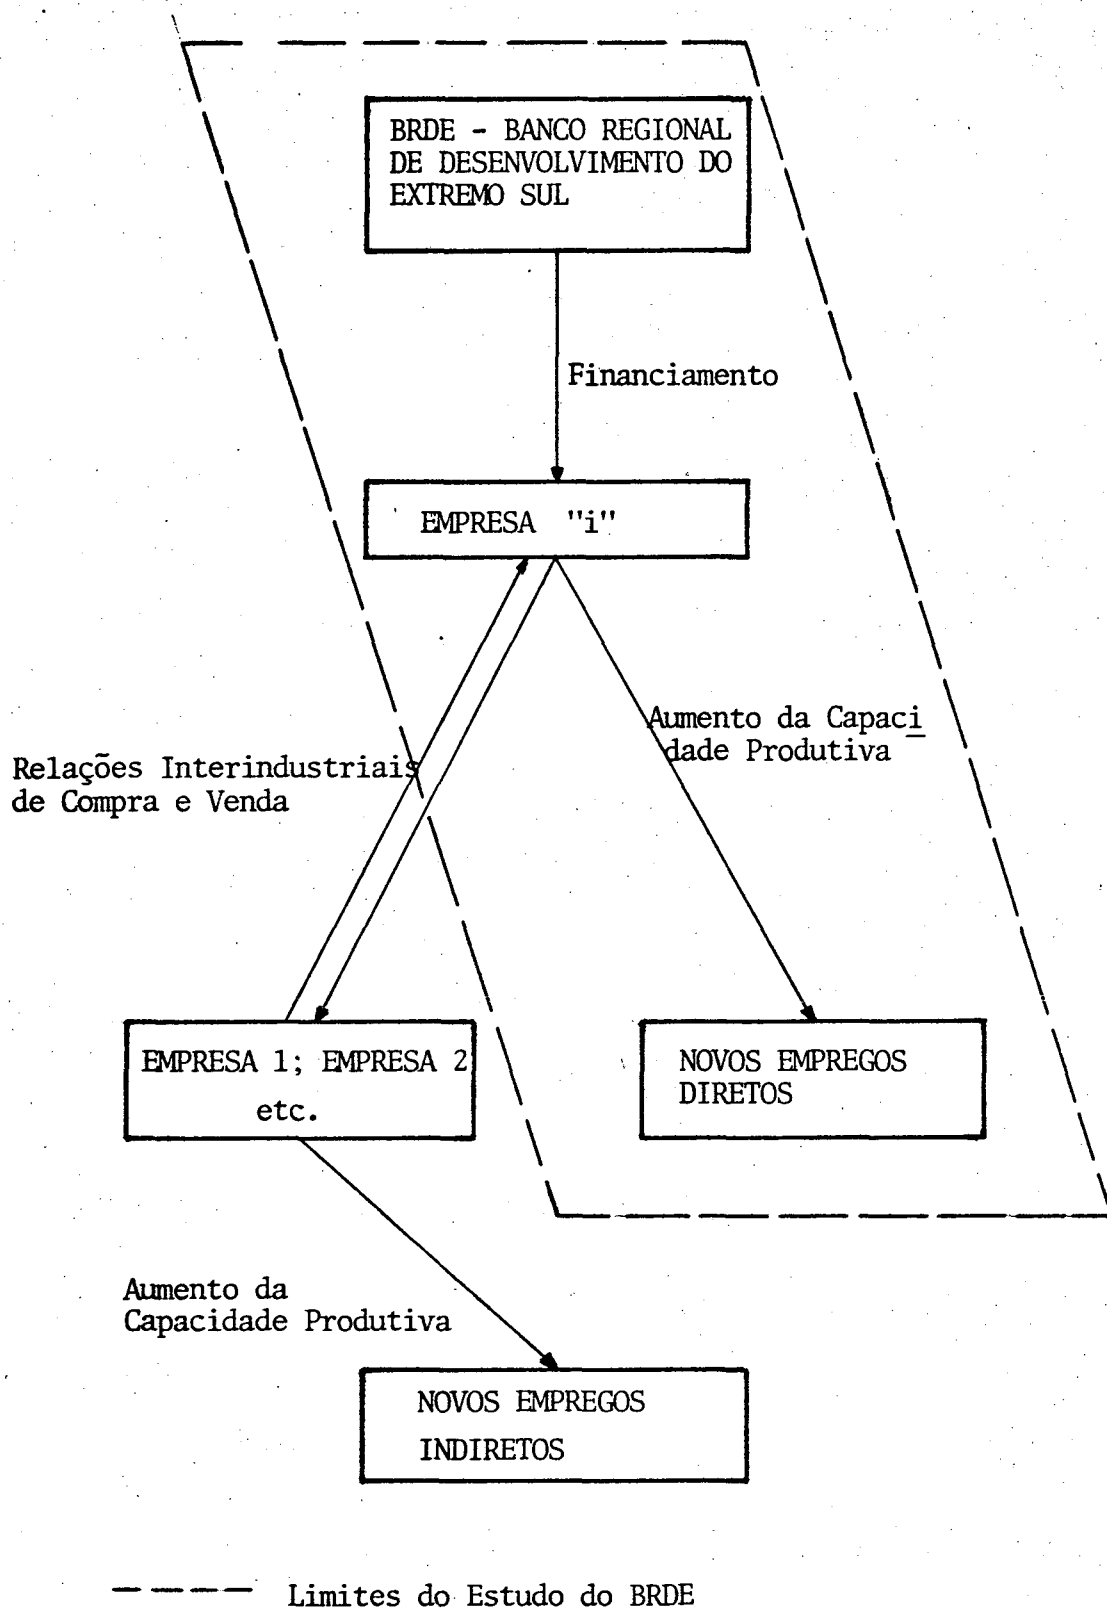 BRDE - BANCO REGIONAL
DE DESENVOLVIMENTO DO
EXTREMO SUL
Financiamento
EMPRESA "i"
Aumento da Capaci
dade Produtiva
Relações Interindustriais
de Compra e Venda
EMPRESA 1; EMPRESA 2
etc.
NOVOS EMPREGOS
DIRETOS
Aumento da
Capacidade Produtiva
NOVOS EMPREGOS
INDIRETOS
Limites do Estudo do BRDE